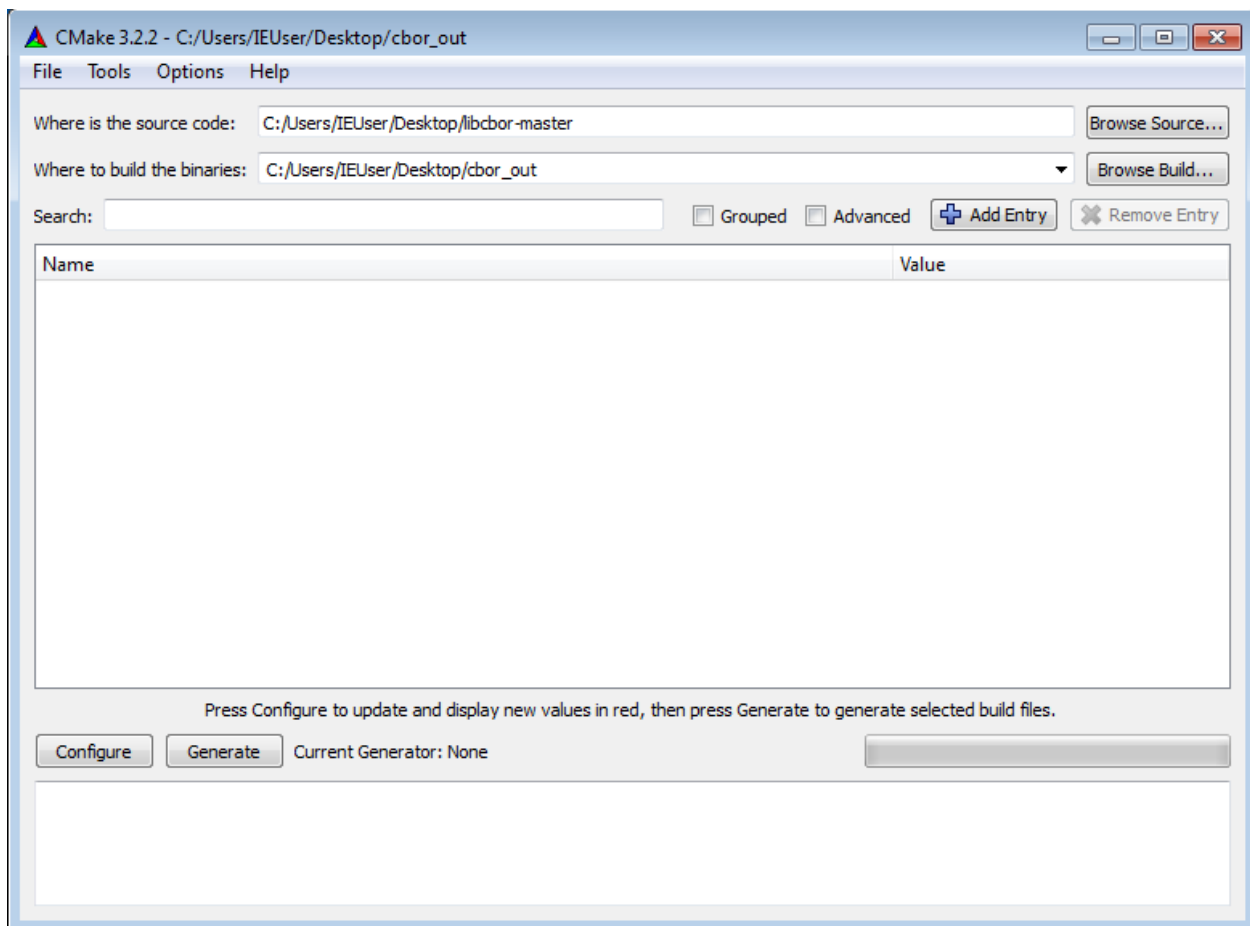 CMake 3.2.2 - C:/Users/IEUser/Desktop/cbor_out
File Tools Options Help
Where is the source code: C:/Users/IEUser/Desktop/libcbor-master Browse Source...
Where to build the binaries: C:/Users/IEUser/Desktop/cbor_out Browse Build...
Search: Grouped Advanced Add Entry Remove Entry
Name Value
Press Configure to update and display new values in red, then press Generate to generate selected build files.
Configure Generate Current Generator: None